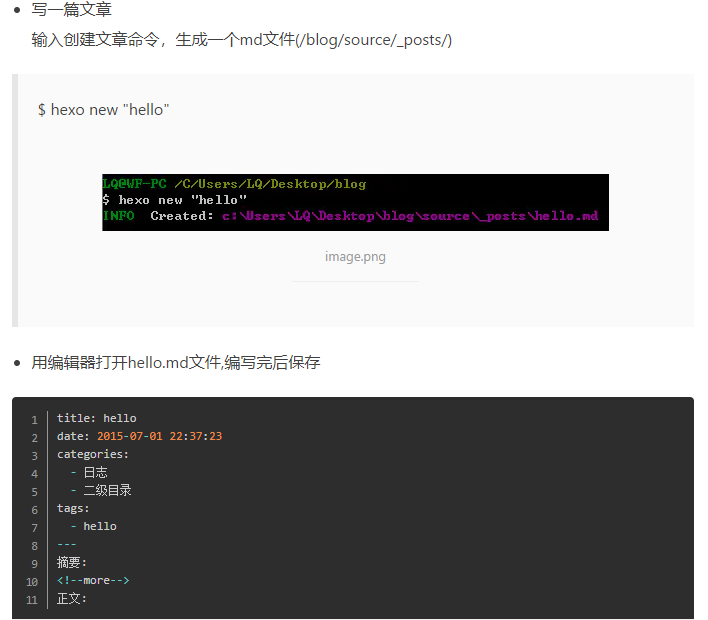 写一篇文章
输入创建文章命令，生成一个md文件(/blog/source/_posts/)
$ hexo new "hello"
LQ@WF-PC /C/Users/LQ/Desktop/blog
$ hexo new "hello"
INFO  Created: c:\Users\LQ\Desktop\blog\source\_posts\hello.md
image.png
用编辑器打开hello.md文件,编写完后保存
1 title: hello
2 date: 2015-07-01 22:37:23
3 categories:
4   - 日志
5   - 二级目录
6 tags:
7   - hello
8 ---
9 摘要:
10 <!--more-->
11 正文: